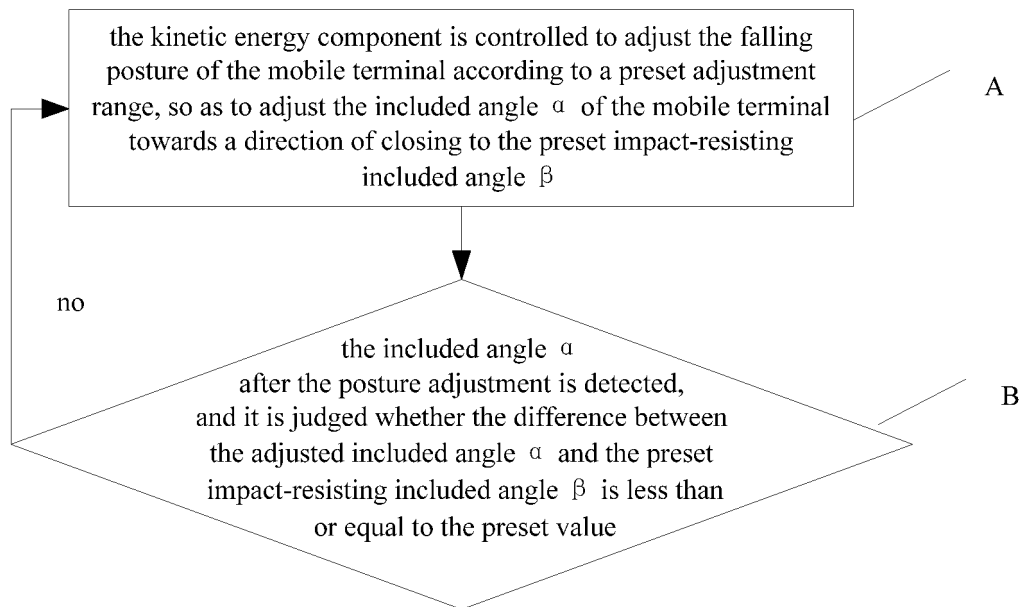 the kinetic energy component is controlled to adjust the falling
posture of the mobile terminal according to a preset adjustment
range, so as to adjust the included angle α of the mobile terminal
towards a direction of closing to the preset impact-resisting
included angle β
A
no
the included angle α
after the posture adjustment is detected,
and it is judged whether the difference between
the adjusted included angle α and the preset
impact-resisting included angle β is less than
or equal to the preset value
B